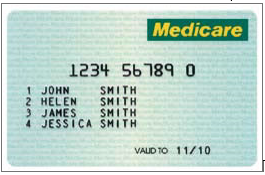 Medicare
1234 56789 0
1 JOHN SMITH
2 HELEN SMITH
3 JAMES SMITH
4 JESSICA SMITH
VALID TO 11/10